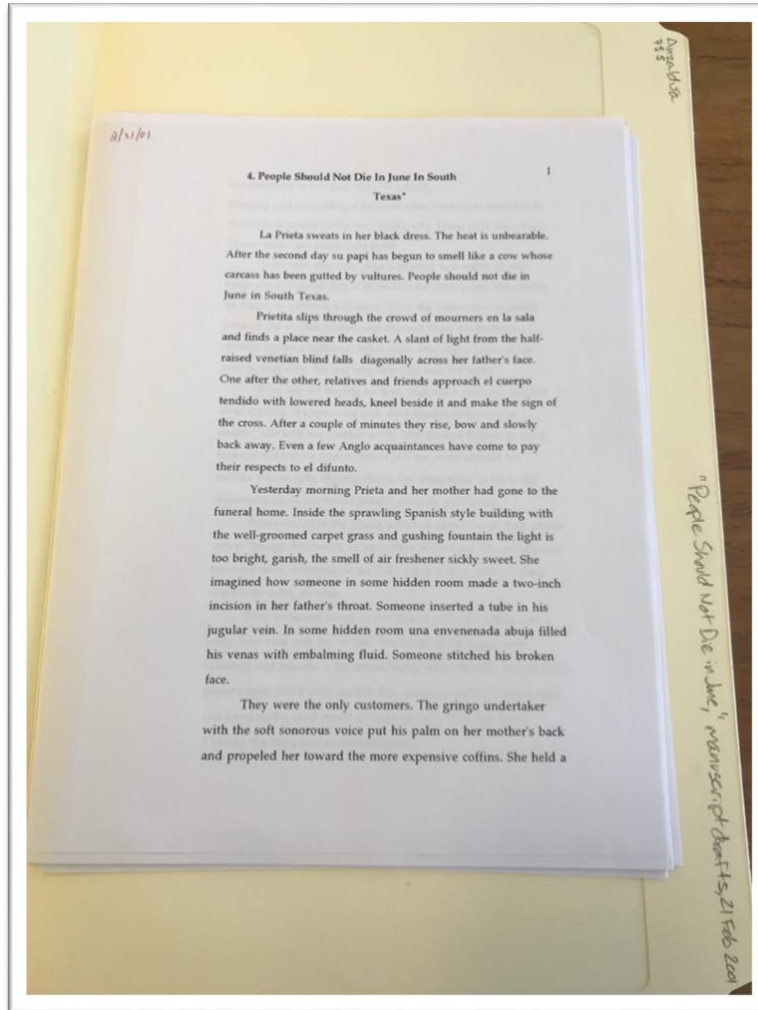 Anzaldúa
755
2/21/01
1
4. People Should Not Die In June In South
Texas*
La Prieta sweats in her black dress. The heat is unbearable.
After the second day su papi has begun to smell like a cow whose
carcass has been gutted by vultures. People should not die in
June in South Texas.
Prietita slips through the crowd of mourners en la sala
and finds a place near the casket. A slant of light from the half-
raised venetian blind falls diagonally across her father's face.
One after the other, relatives and friends approach el cuerpo
tendido with lowered heads, kneel beside it and make the sign of
the cross. After a couple of minutes they rise, bow and slowly
back away. Even a few Anglo acquaintances have come to pay
their respects to el difunto.
Yesterday morning Prieta and her mother had gone to the
funeral home. Inside the sprawling Spanish style building with
the well-groomed carpet grass and gushing fountain the light is
too bright, garish, the smell of air freshener sickly sweet. She
imagined how someone in some hidden room made a two-inch
incision in her father's throat. Someone inserted a tube in his
jugular vein. In some hidden room una envenenada abuja filled
his venas with embalming fluid. Someone stitched his broken
face.
They were the only customers. The gringo undertaker
with the soft sonorous voice put his palm on her mother's back
and propeled her toward the more expensive coffins. She held a
"People Should Not Die in June," manuscript drafts, 21 Feb 2001